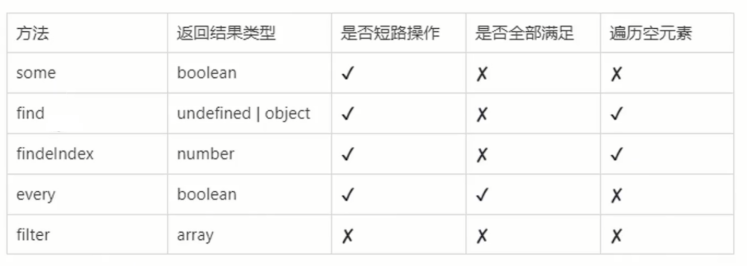 方法 返回结果类型 是否短路操作 是否全部满足 遍历空元素
some boolean ✓ ✗ ✗
find undefined | object ✓ ✗ ✓
findeIndex number ✓ ✗ ✓
every boolean ✓ ✓ ✗
filter array ✗ ✗ ✗